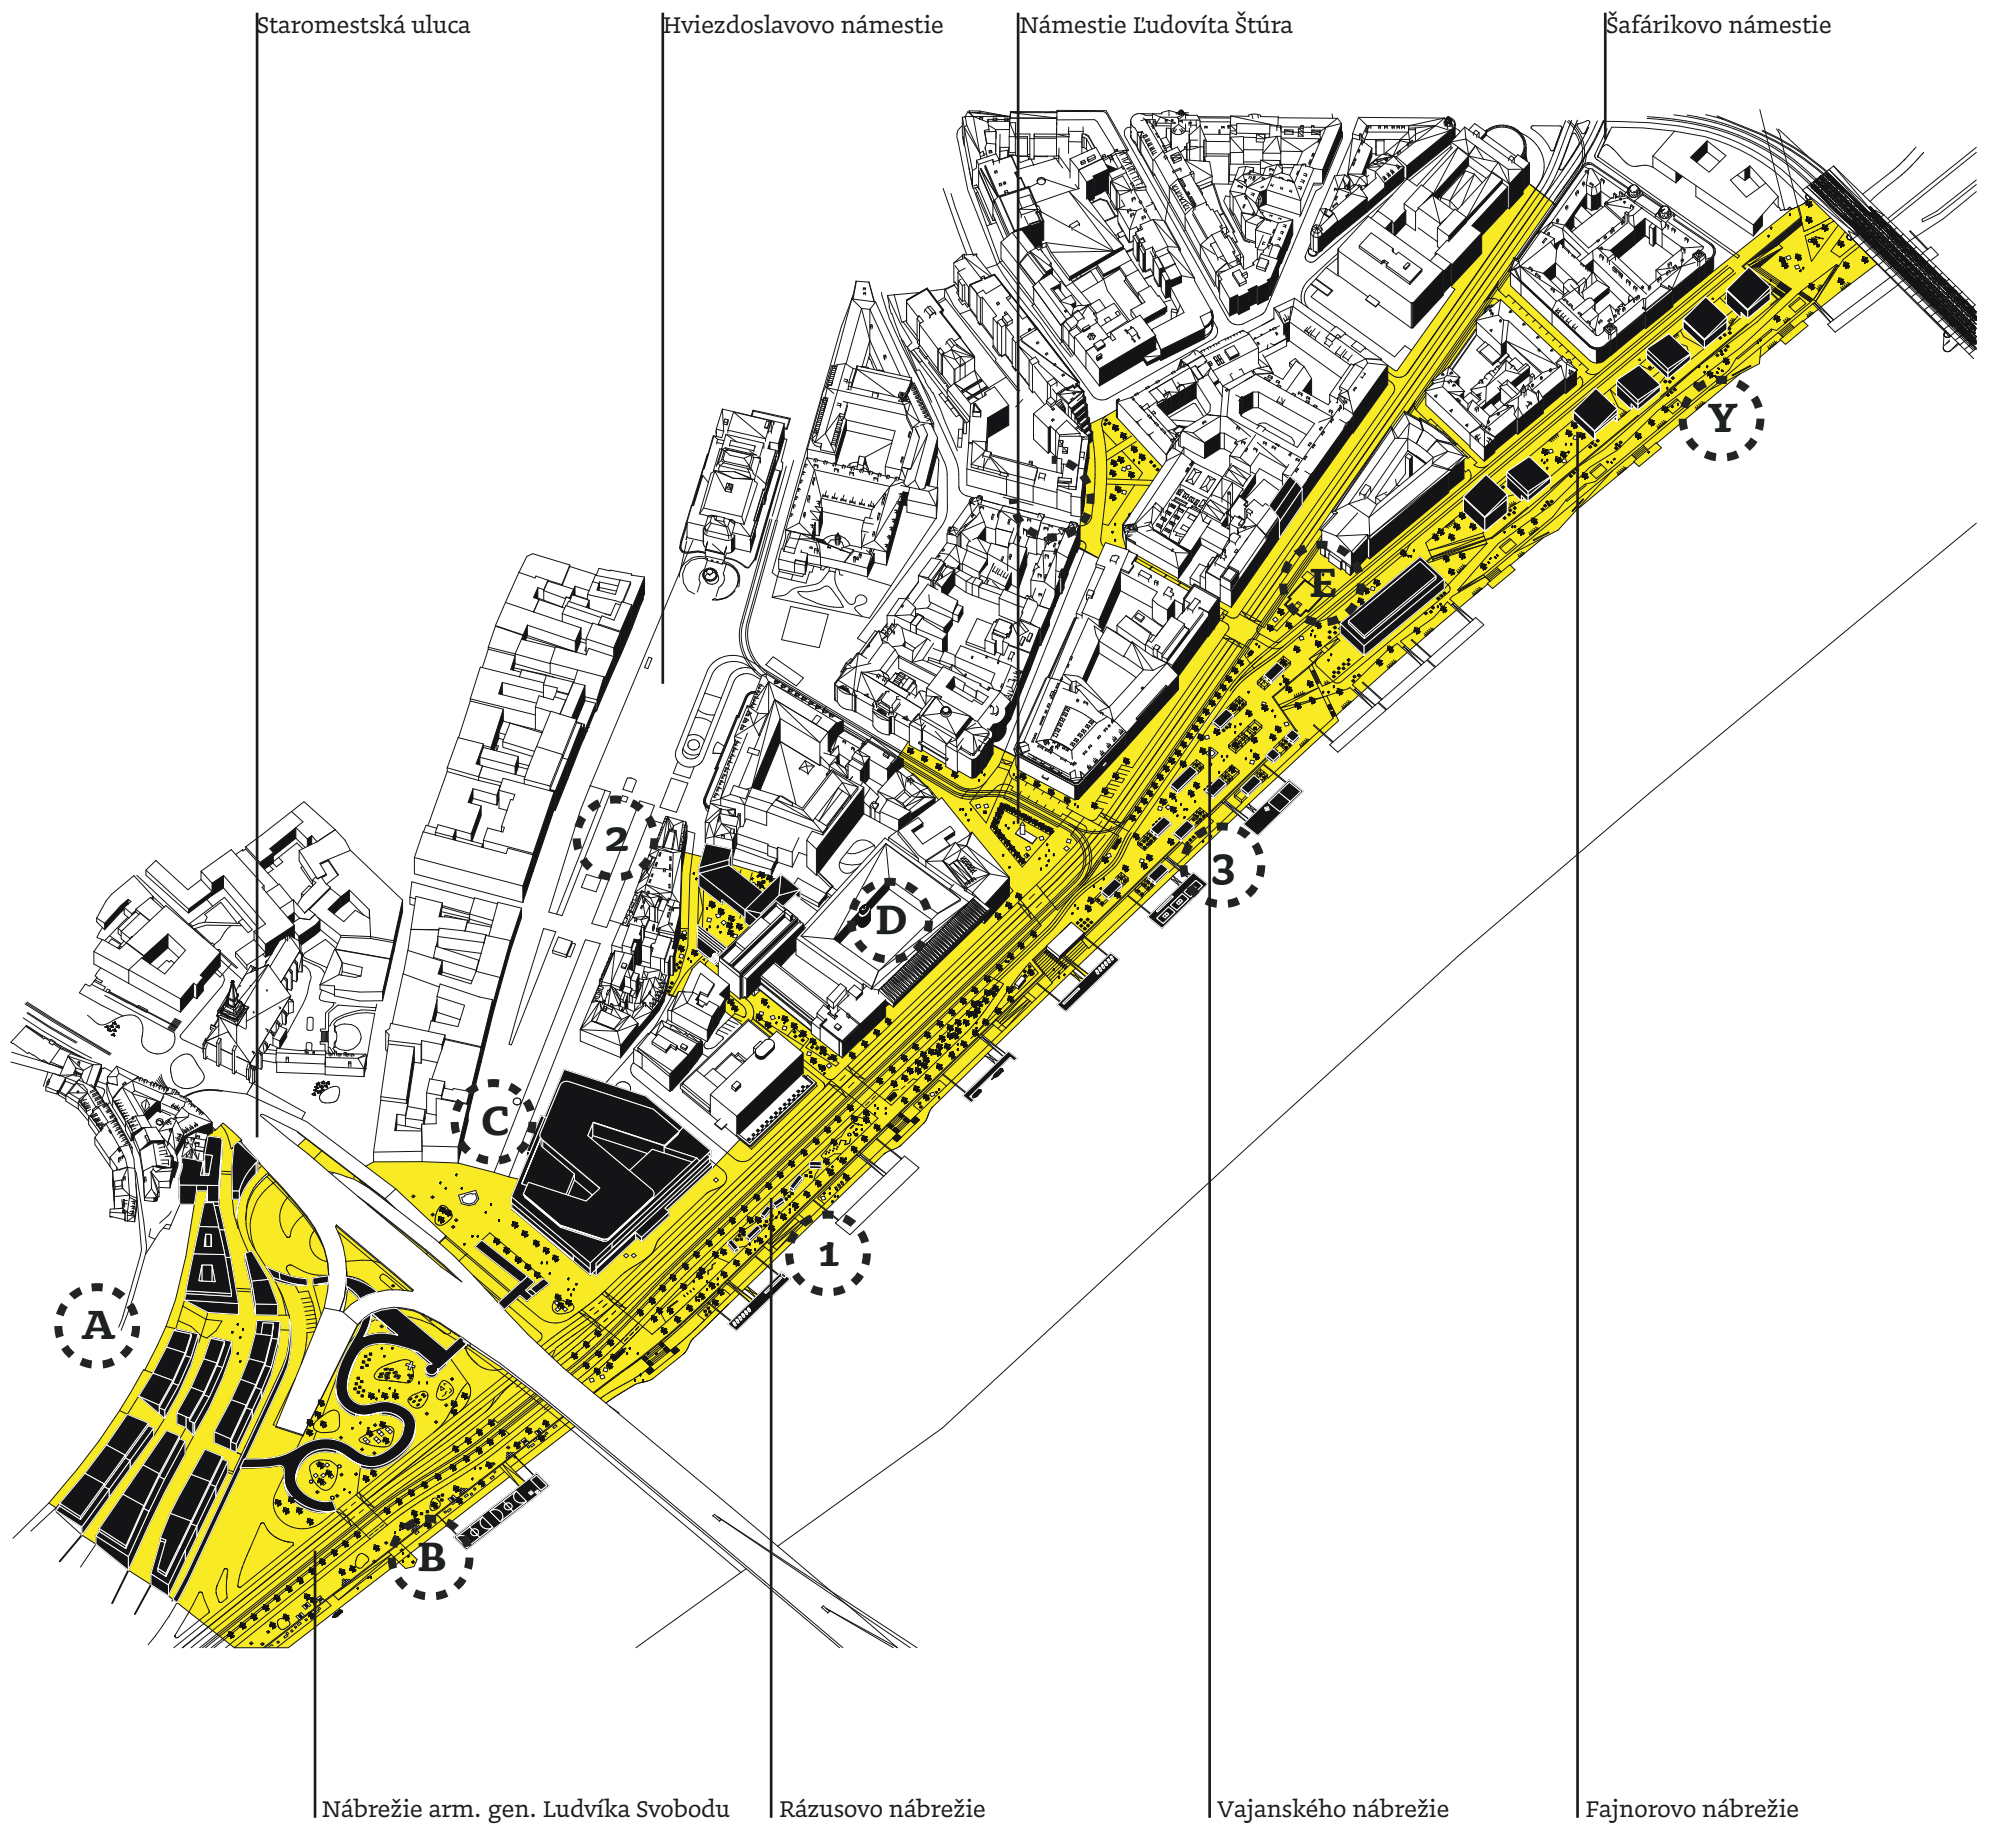 Staromestská uluca
Hviezdoslavovo námestie
Námestie Ľudovíta Štúra
Šafárikovo námestie
Y
E
2
3
D
C
1
A
B
Nábrežie arm. gen. Ludvíka Svobodu
Rázusovo nábrežie
Vajanského nábrežie
Fajnorovo nábrežie